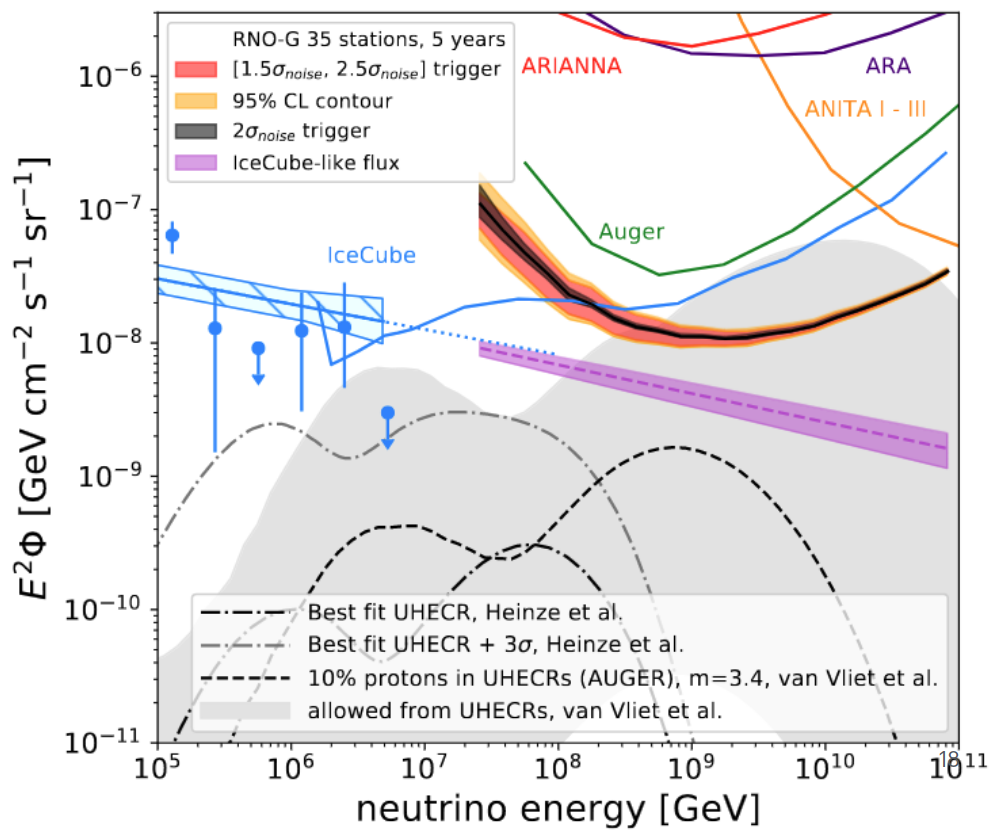 RNO-G 35 stations, 5 years
[1.5σnoise, 2.5σnoise] trigger
95% CL contour
2σnoise trigger
IceCube-like flux
ARIANNA
ARA
ANITA I - III
Auger
IceCube
10⁻⁶
10⁻⁷
10⁻⁸
10⁻⁹
10⁻¹⁰
10⁻¹¹
E²Φ [GeV cm⁻² s⁻¹ sr⁻¹]
Best fit UHECR, Heinze et al.
Best fit UHECR + 3σ, Heinze et al.
10% protons in UHECRs (AUGER), m=3.4, van Vliet et al.
allowed from UHECRs, van Vliet et al.
10⁵ 10⁶ 10⁷ 10⁸ 10⁹ 10¹⁰ 10¹¹
neutrino energy [GeV]